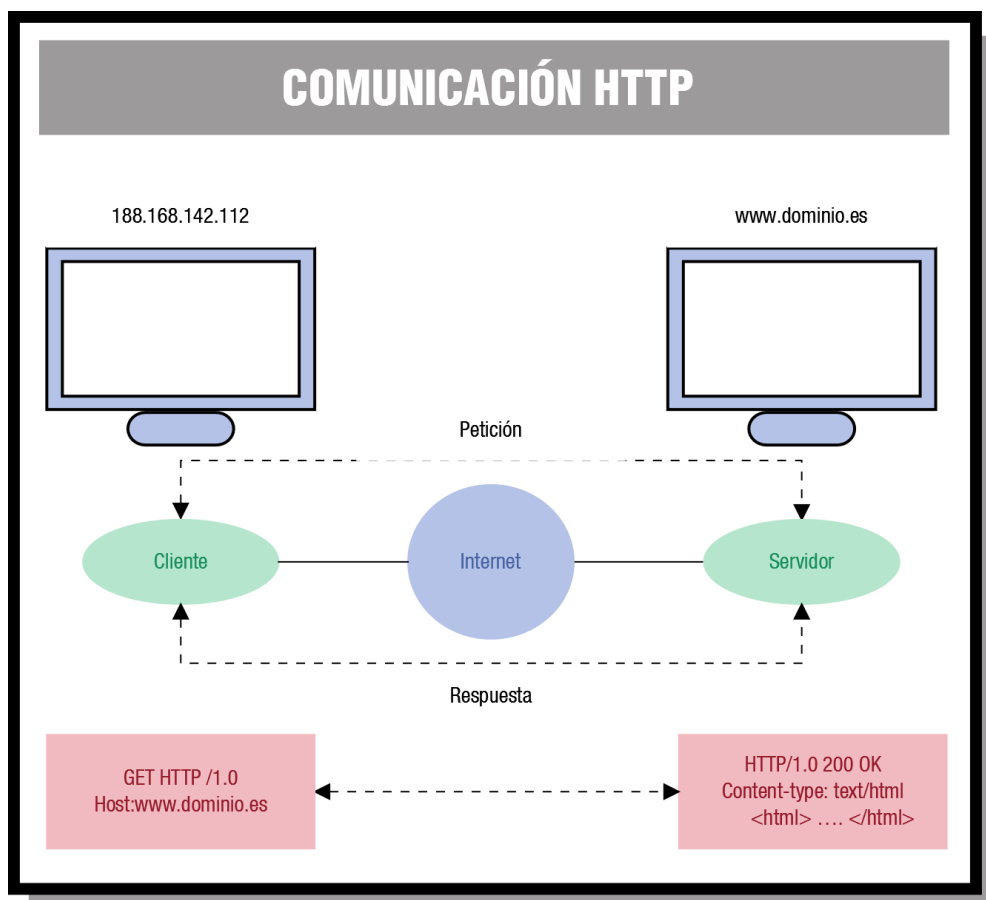 COMUNICACIÓN HTTP
188.168.142.112
www.dominio.es
Petición
Cliente
Internet
Servidor
Respuesta
GET HTTP /1.0
Host:www.dominio.es
HTTP/1.0 200 OK
Content-type: text/html
<html> .... </html>